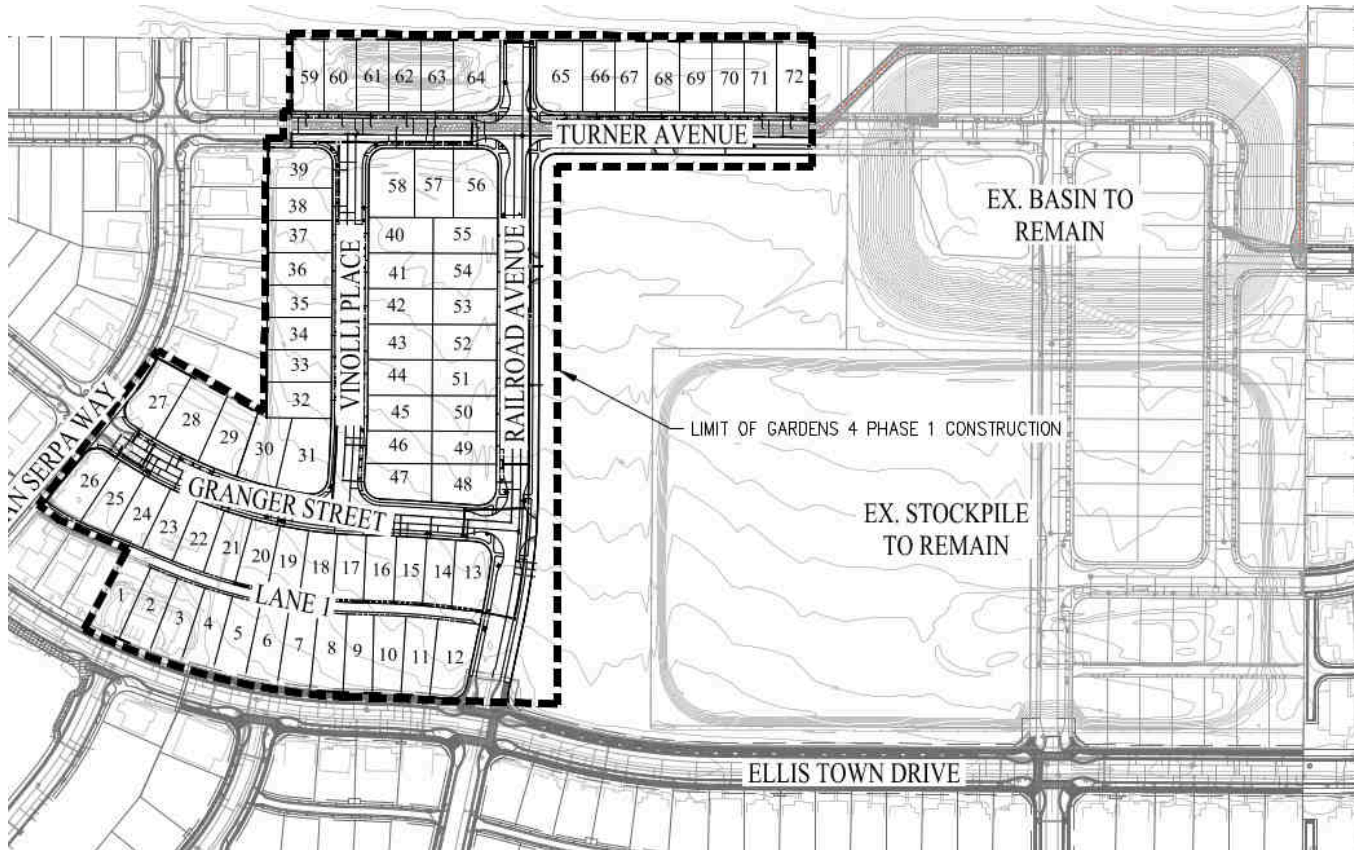 59 60 61 62 63 64 65 66 67 68 69 70 71 72
TURNER AVENUE
39
38
37
36
35
34
33
32
VINOLLI PLACE
58 57 56
40 55
41 54
42 53
43 52
44 51
45 50
46 49
47 48
RAILROAD AVENUE
EX. BASIN TO
REMAIN
LIMIT OF GARDENS 4 PHASE 1 CONSTRUCTION
EX. STOCKPILE
TO REMAIN
AN SERPA WAY
27 28 29 30 31
GRANGER STREET
26 25 24 23 22 21 20 19 18 17 16 15 14 13
LANE 1
1 2 3 4 5 6 7 8 9 10 11 12
ELLIS TOWN DRIVE